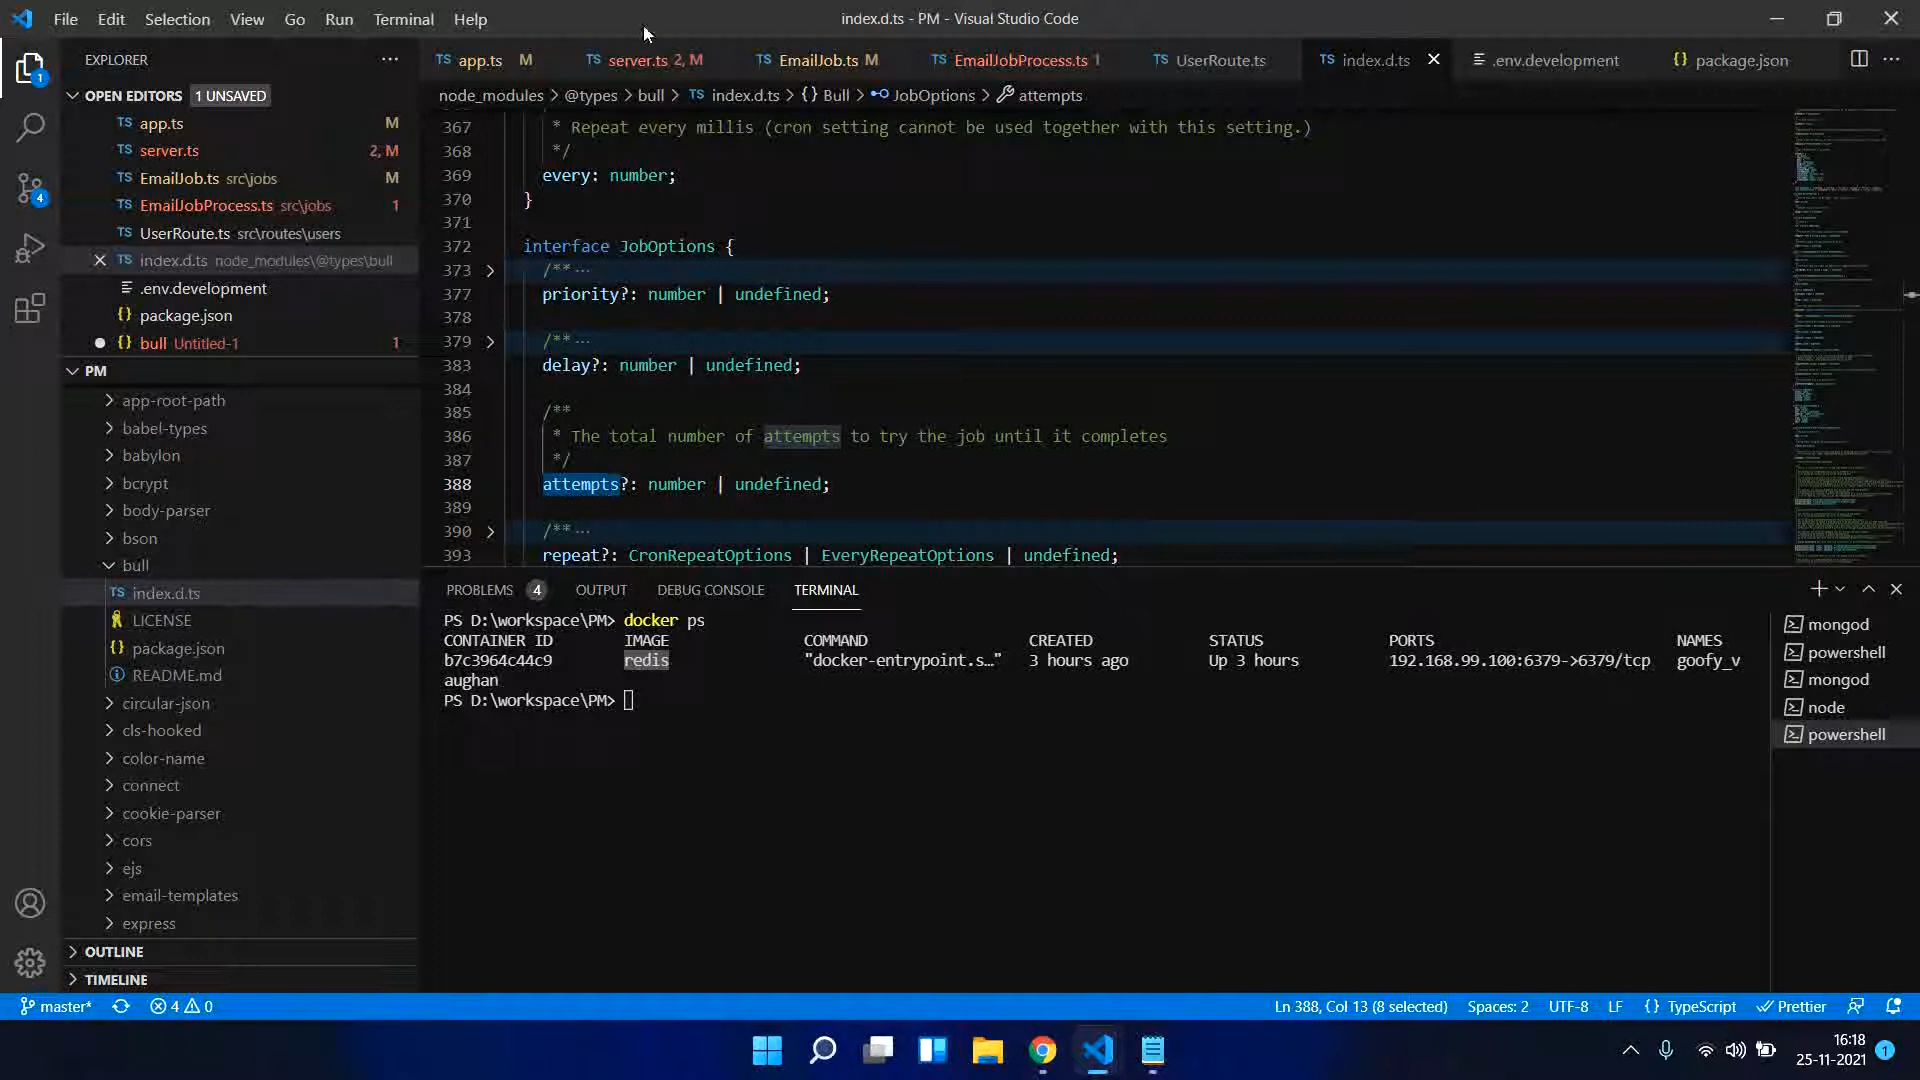 File Edit Selection View Go Run Terminal Help
index.d.ts - PM - Visual Studio Code
EXPLORER
OPEN EDITORS 1 UNSAVED
TS app.ts M
TS server.ts 2, M
TS EmailJob.ts src\jobs M
TS EmailJobProcess.ts src\jobs 1
TS UserRoute.ts src\routes\users
TS index.d.ts node_modules\@types\bull
.env.development
{} package.json
{} bull Untitled-1 1
PM
app-root-path
babel-types
babylon
bcrypt
body-parser
bson
bull
TS index.d.ts
LICENSE
{} package.json
README.md
circular-json
cls-hooked
color-name
connect
cookie-parser
cors
ejs
email-templates
express
OUTLINE
TIMELINE
1
4
TS app.ts M TS server.ts 2, M TS EmailJob.ts M TS EmailJobProcess.ts 1 TS UserRoute.ts TS index.d.ts .env.development {} package.json
node_modules > @types > bull > TS index.d.ts > {} Bull > JobOptions > attempts
367 * Repeat every millis (cron setting cannot be used together with this setting.)
368 */
369 every: number;
370 }
371
372 interface JobOptions {
373 /** ...
377 priority?: number | undefined;
378
379 /** ...
383 delay?: number | undefined;
384
385 /**
386 * The total number of attempts to try the job until it completes
387 */
388 attempts?: number | undefined;
389
390 /** ...
393 repeat?: CronRepeatOptions | EveryRepeatOptions | undefined;
PROBLEMS 4 OUTPUT DEBUG CONSOLE TERMINAL
PS D:\workspace\PM> docker ps
CONTAINER ID IMAGE COMMAND CREATED STATUS PORTS NAMES
b7c3964c44c9 redis "docker-entrypoint.s…" 3 hours ago Up 3 hours 192.168.99.100:6379->6379/tcp goofy_v
aughan
PS D:\workspace\PM>
mongod
powershell
mongod
node
powershell
master* 4 0 Ln 388, Col 13 (8 selected) Spaces: 2 UTF-8 LF {} TypeScript Prettier
16:18
25-11-2021
1